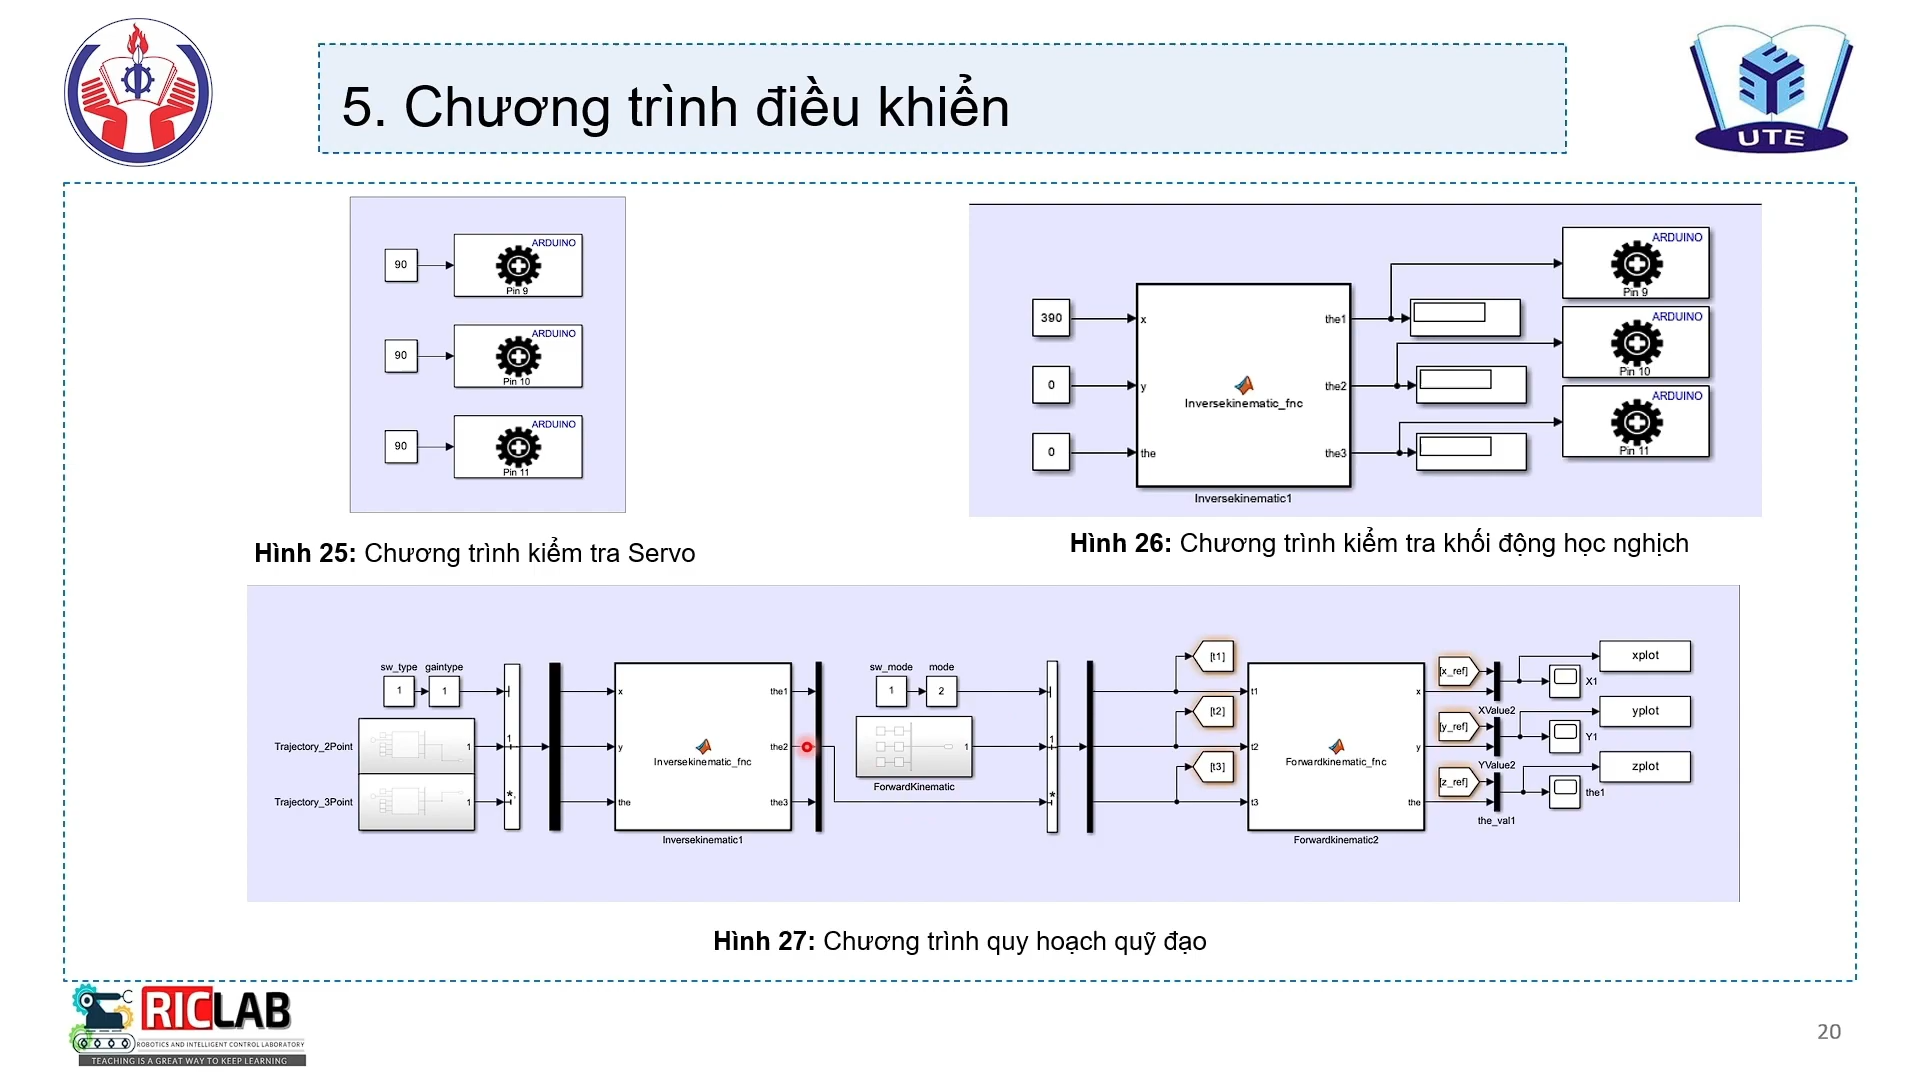 5. Chương trình điều khiển
UTE
90
ARDUINO
Pin 9
90
ARDUINO
Pin 10
90
ARDUINO
Pin 11
Hình 25: Chương trình kiểm tra Servo
390
0
0
x
y
the
Inversekinematic_fnc
the1
the2
the3
Inversekinematic1
ARDUINO
Pin 9
ARDUINO
Pin 10
ARDUINO
Pin 11
Hình 26: Chương trình kiểm tra khối động học nghịch
sw_type gaintype
1 1
Trajectory_2Point
1
Trajectory_3Point
1
1
*,
x
y
the
Inversekinematic_fnc
the1
the2
the3
Inversekinematic1
sw_mode mode
1 2
1
ForwardKinematic
1
*
[t1]
[t2]
[t3]
t1
t2
t3
Forwardkinematic_fnc
x
y
the
Forwardkinematic2
[x_ref]
XValue2
[y_ref]
YValue2
[z_ref]
the_val1
xplot
X1
yplot
Y1
zplot
the1
Hình 27: Chương trình quy hoạch quỹ đạo
RICLAB
ROBOTICS AND INTELLIGENT CONTROL LABORATORY
TEACHING IS A GREAT WAY TO KEEP LEARNING
20